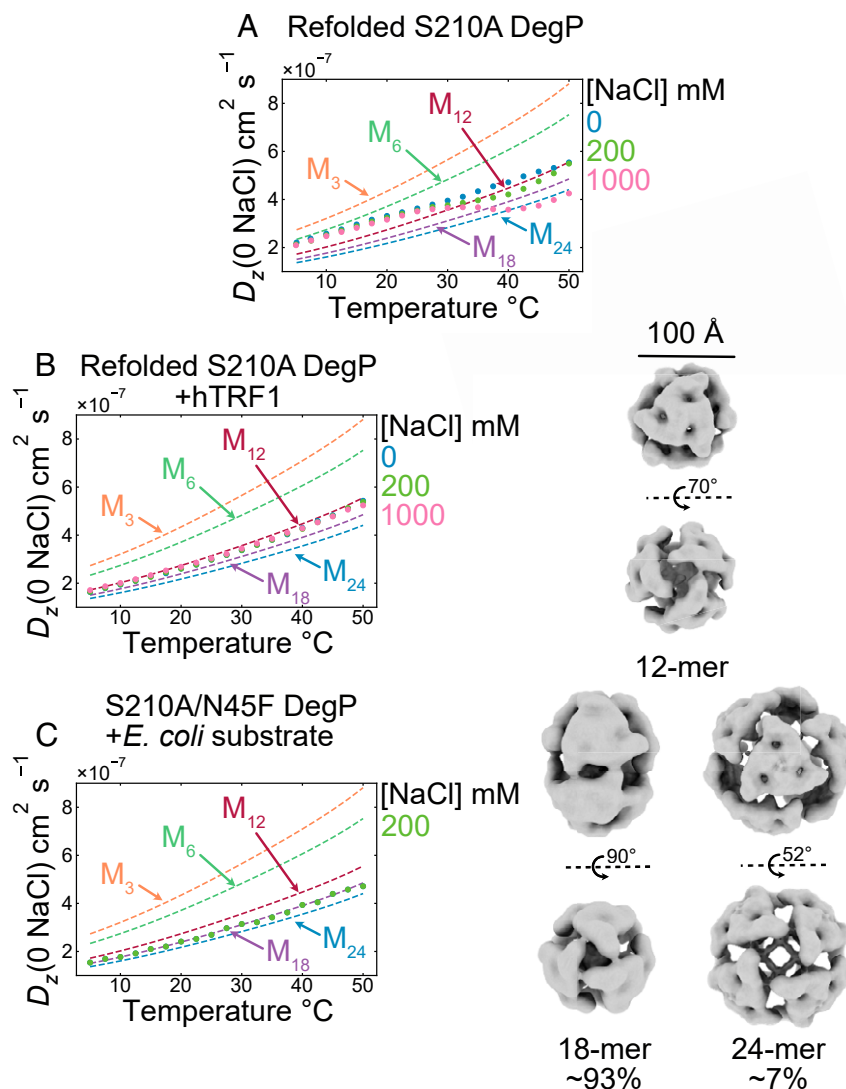 A Refolded S210A DegP
×10⁻⁷
D_z(0 NaCl) cm² s⁻¹
8
6
4
2
M₃
M₆
M₁₂
M₁₈
M₂₄
10 20 30 40 50
Temperature °C
[NaCl] mM
0
200
1000
B Refolded S210A DegP
+hTRF1
×10⁻⁷
D_z(0 NaCl) cm² s⁻¹
8
6
4
2
M₃
M₆
M₁₂
M₁₈
M₂₄
10 20 30 40 50
Temperature °C
[NaCl] mM
0
200
1000
100 Å
70°
12-mer
C S210A/N45F DegP
+E. coli substrate
×10⁻⁷
D_z(0 NaCl) cm² s⁻¹
8
6
4
2
M₃
M₆
M₁₂
M₁₈
M₂₄
10 20 30 40 50
Temperature °C
[NaCl] mM
200
90°
52°
18-mer
~93%
24-mer
~7%